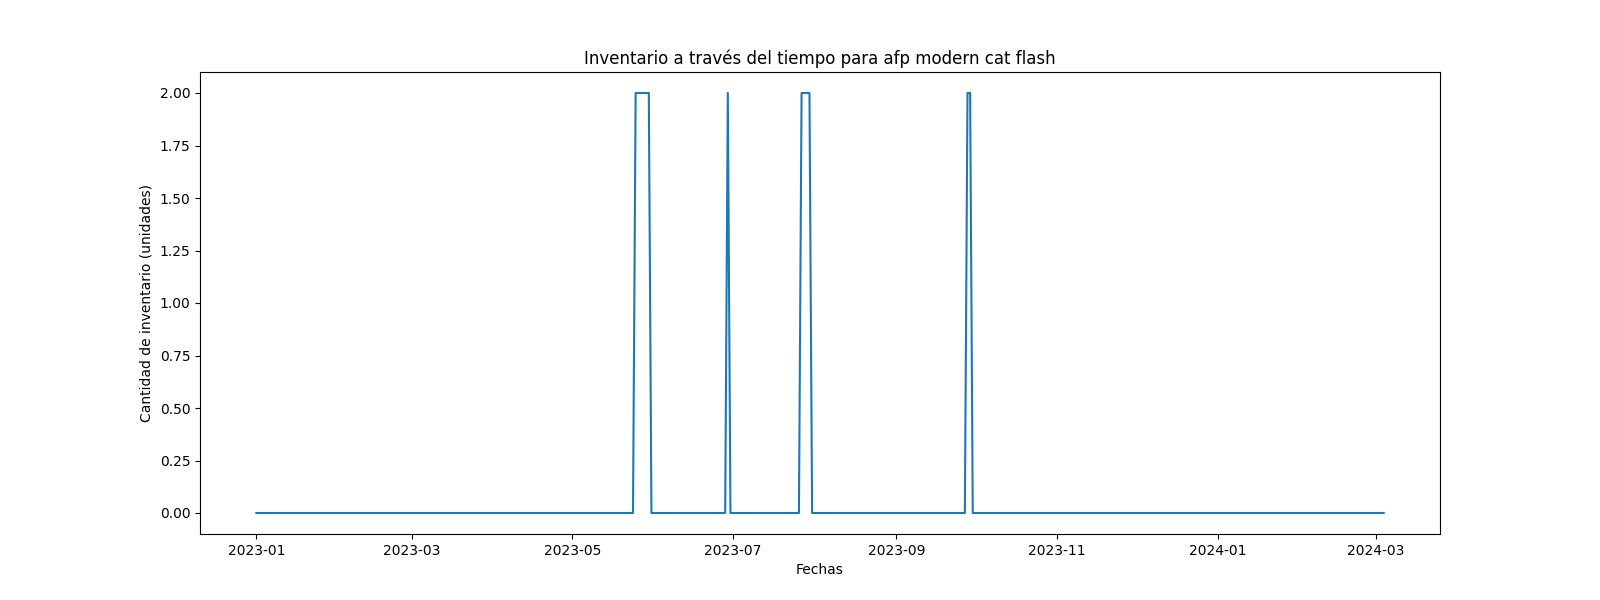 Inventario a través del tiempo para afp modern cat flash
Cantidad de inventario (unidades)
2.00
1.75
1.50
1.25
1.00
0.75
0.50
0.25
0.00
2023-01 2023-03 2023-05 2023-07 2023-09 2023-11 2024-01 2024-03
Fechas